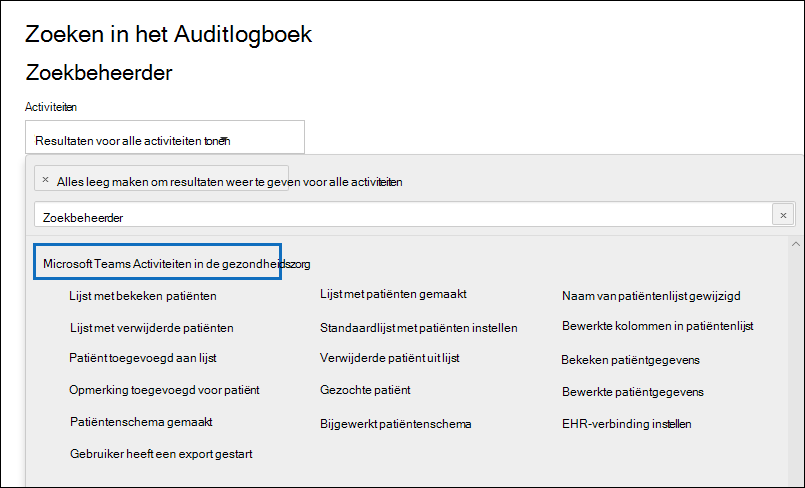 Zoeken in het Auditlogboek
Zoekbeheerder
Activiteiten
Resultaten voor alle activiteiten tonen
× Alles leeg maken om resultaten weer te geven voor alle activiteiten
Zoekbeheerder ×
Microsoft Teams Activiteiten in de gezondheidszorg
Lijst met bekeken patiënten Lijst met patiënten gemaakt Naam van patiëntenlijst gewijzigd
Lijst met verwijderde patiënten Standaardlijst met patiënten instellen Bewerkte kolommen in patiëntenlijst
Patiënt toegevoegd aan lijst Verwijderde patiënt uit lijst Bekeken patiëntgegevens
Opmerking toegevoegd voor patiënt Gezochte patiënt Bewerkte patiëntgegevens
Patiëntenschema gemaakt Bijgewerkt patiëntenschema EHR-verbinding instellen
Gebruiker heeft een export gestart